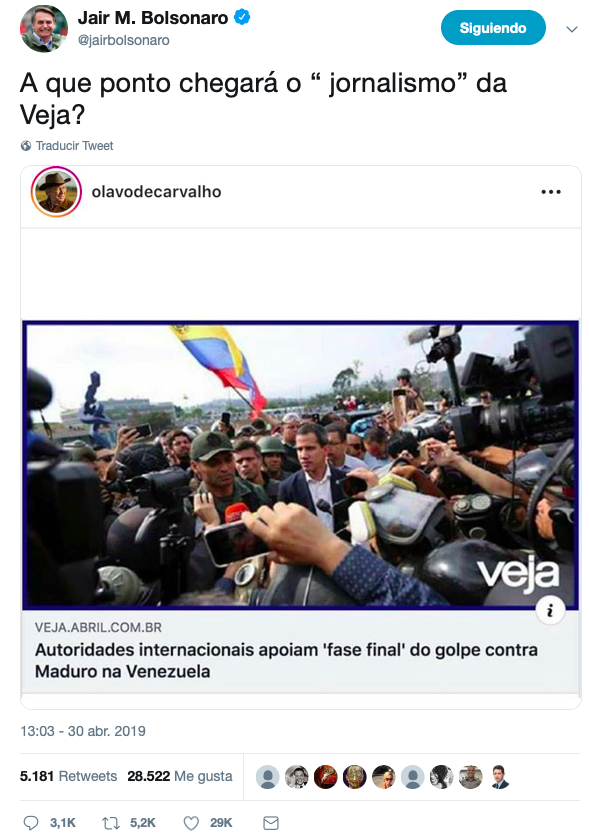 Jair M. Bolsonaro
@jairbolsonaro
Siguiendo
A que ponto chegará o “ jornalismo” da
Veja?
Traducir Tweet
olavodecarvalho
veja
i
VEJA.ABRIL.COM.BR
Autoridades internacionais apoiam 'fase final' do golpe contra
Maduro na Venezuela
13:03 - 30 abr. 2019
5.181 Retweets 28.522 Me gusta
3,1K 5,2K 29K